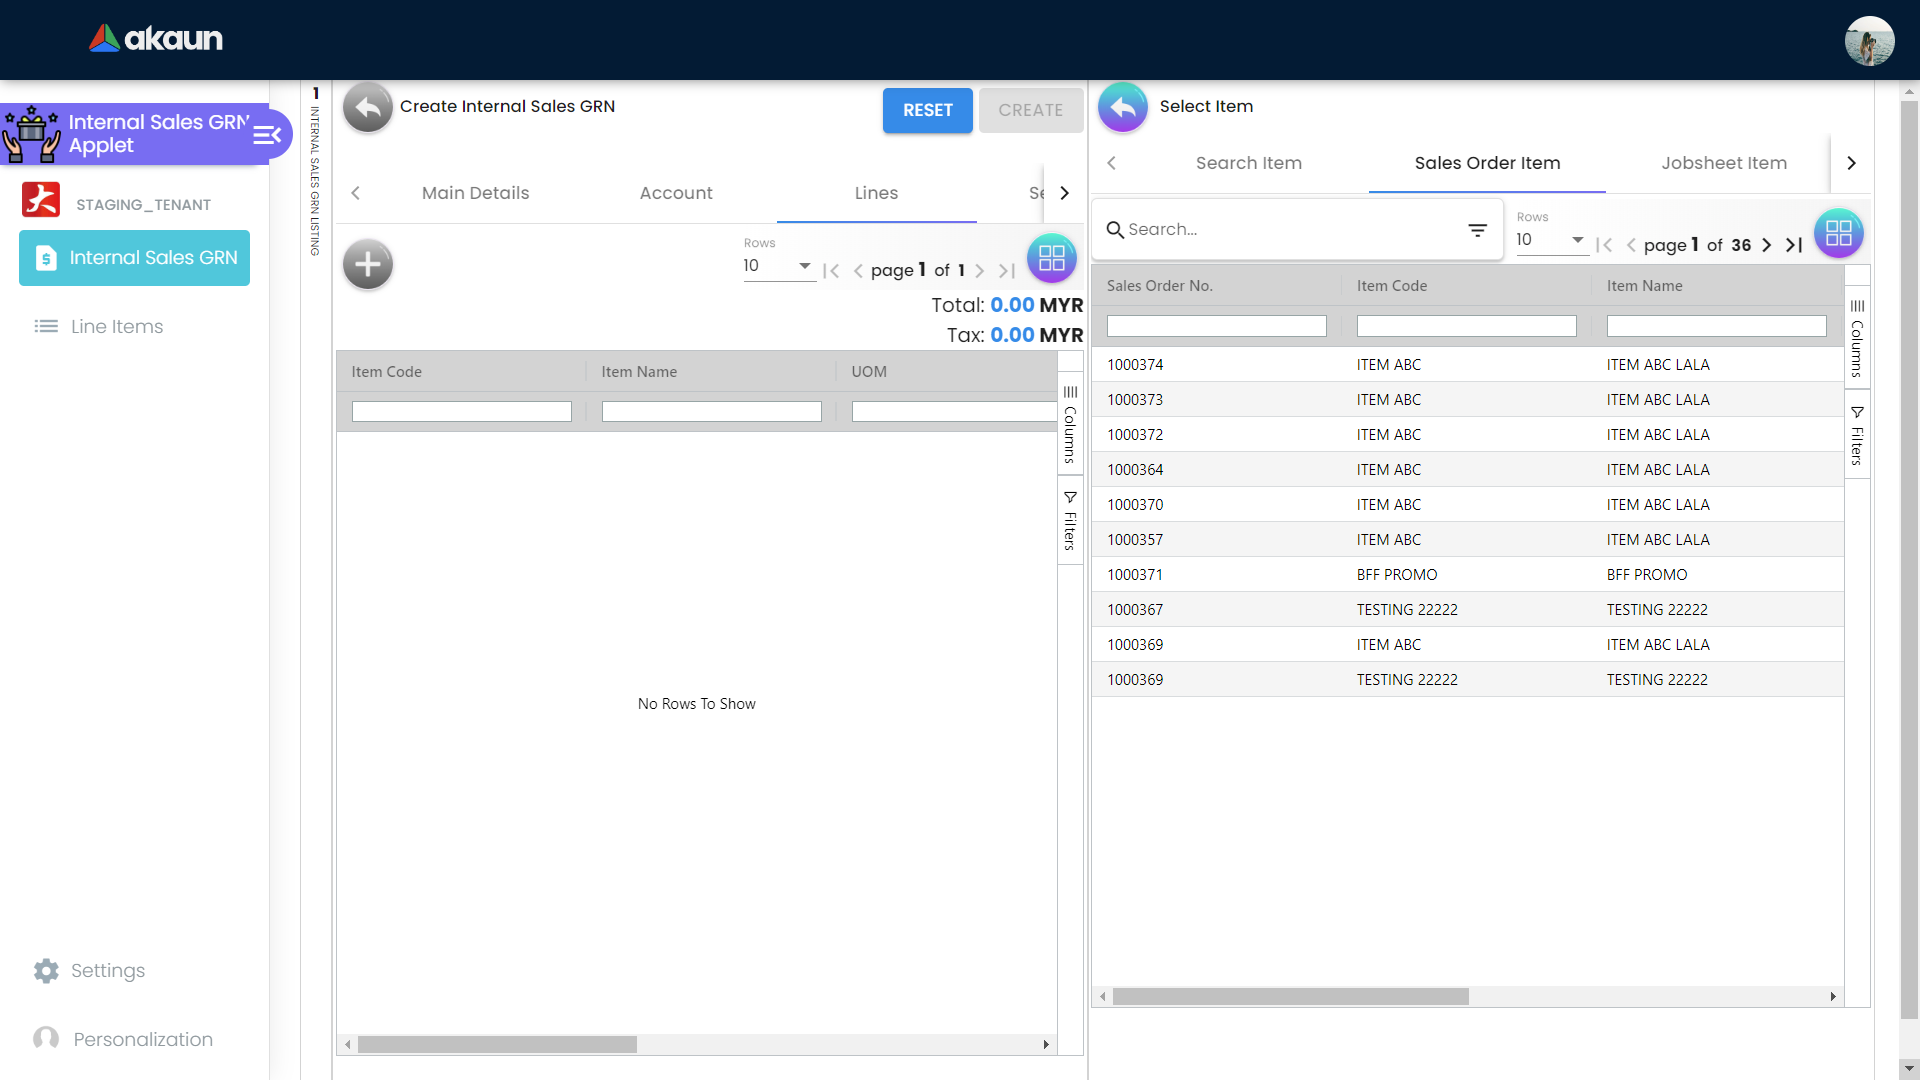 akaun
Internal Sales GRN
Applet
STAGING_TENANT
Internal Sales GRN
Line Items
Settings
Personalization
1
INTERNAL SALES GRN LISTING
Create Internal Sales GRN
RESET
CREATE
Main Details
Account
Lines
Se
Rows
10
page 1 of 1
Total: 0.00 MYR
Tax: 0.00 MYR
Item Code
Item Name
UOM
Columns
Filters
No Rows To Show
Select Item
Search Item
Sales Order Item
Jobsheet Item
Search...
Rows
10
page 1 of 36
Sales Order No.
Item Code
Item Name
1000374 ITEM ABC ITEM ABC LALA
1000373 ITEM ABC ITEM ABC LALA
1000372 ITEM ABC ITEM ABC LALA
1000364 ITEM ABC ITEM ABC LALA
1000370 ITEM ABC ITEM ABC LALA
1000357 ITEM ABC ITEM ABC LALA
1000371 BFF PROMO BFF PROMO
1000367 TESTING 22222 TESTING 22222
1000369 ITEM ABC ITEM ABC LALA
1000369 TESTING 22222 TESTING 22222
Columns
Filters